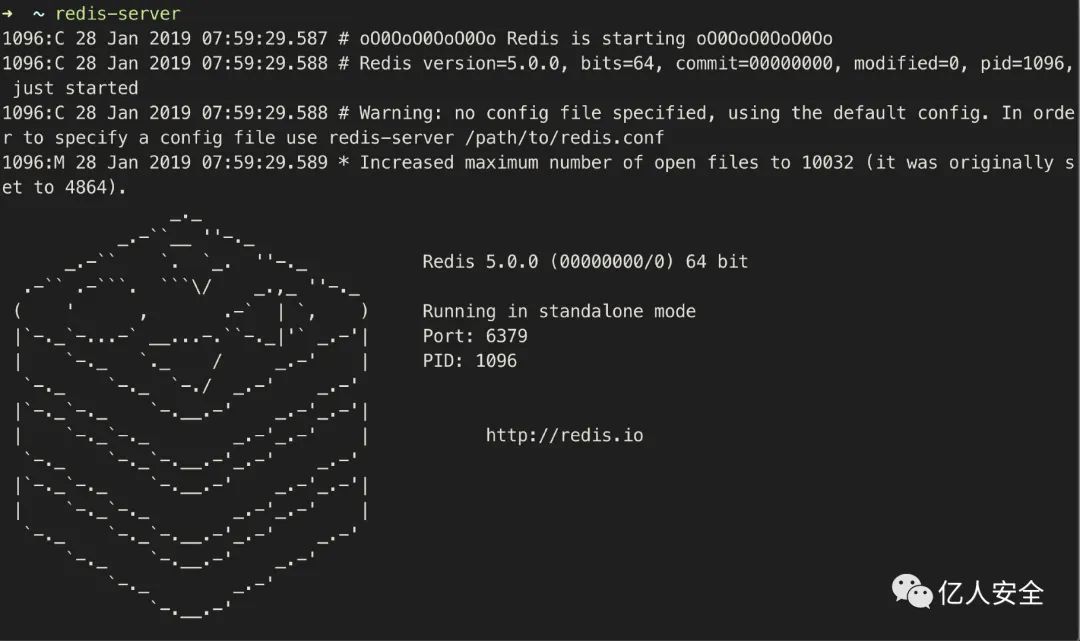 → ~ redis-server
1096:C 28 Jan 2019 07:59:29.587 # oO0OoO0OoO0Oo Redis is starting oO0OoO0OoO0Oo
1096:C 28 Jan 2019 07:59:29.588 # Redis version=5.0.0, bits=64, commit=00000000, modified=0, pid=1096,
just started
1096:C 28 Jan 2019 07:59:29.588 # Warning: no config file specified, using the default config. In orde
r to specify a config file use redis-server /path/to/redis.conf
1096:M 28 Jan 2019 07:59:29.589 * Increased maximum number of open files to 10032 (it was originally s
et to 4864).
Redis 5.0.0 (00000000/0) 64 bit
Running in standalone mode
Port: 6379
PID: 1096
http://redis.io
亿人安全